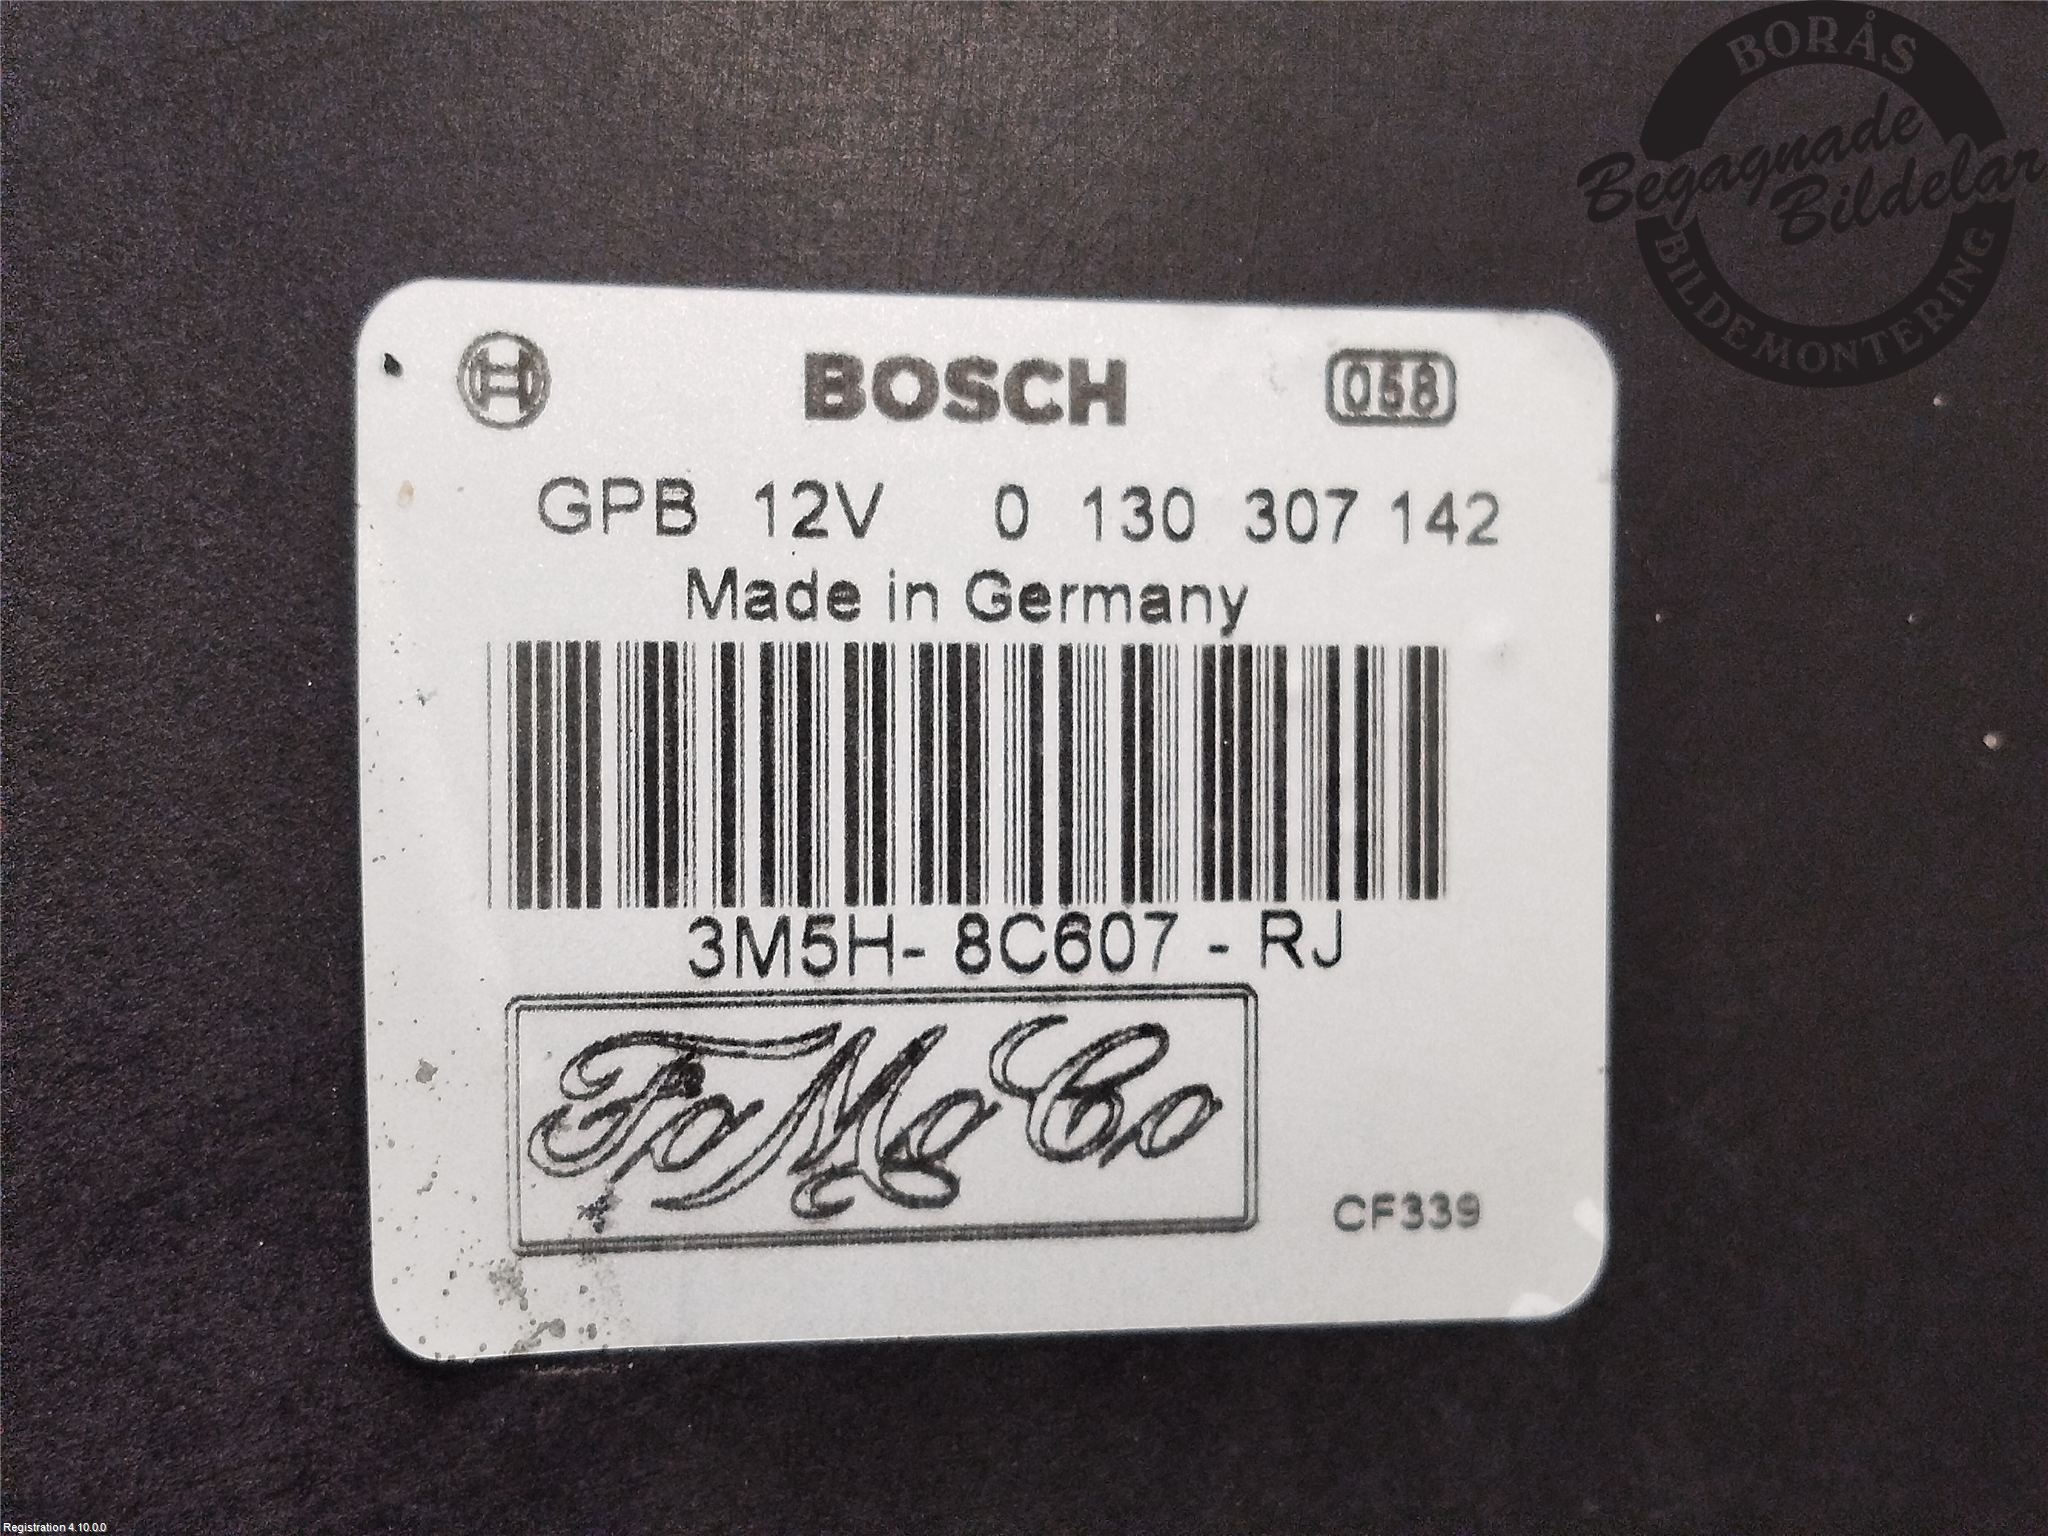 BORÅS
Begagnade
Bildelar
BILDEMONTERING
BOSCH
058
GPB 12V 0 130 307 142
Made in Germany
3M5H- 8C607 - RJ
FoMoCo
CF339
Registration 4.10.0.0